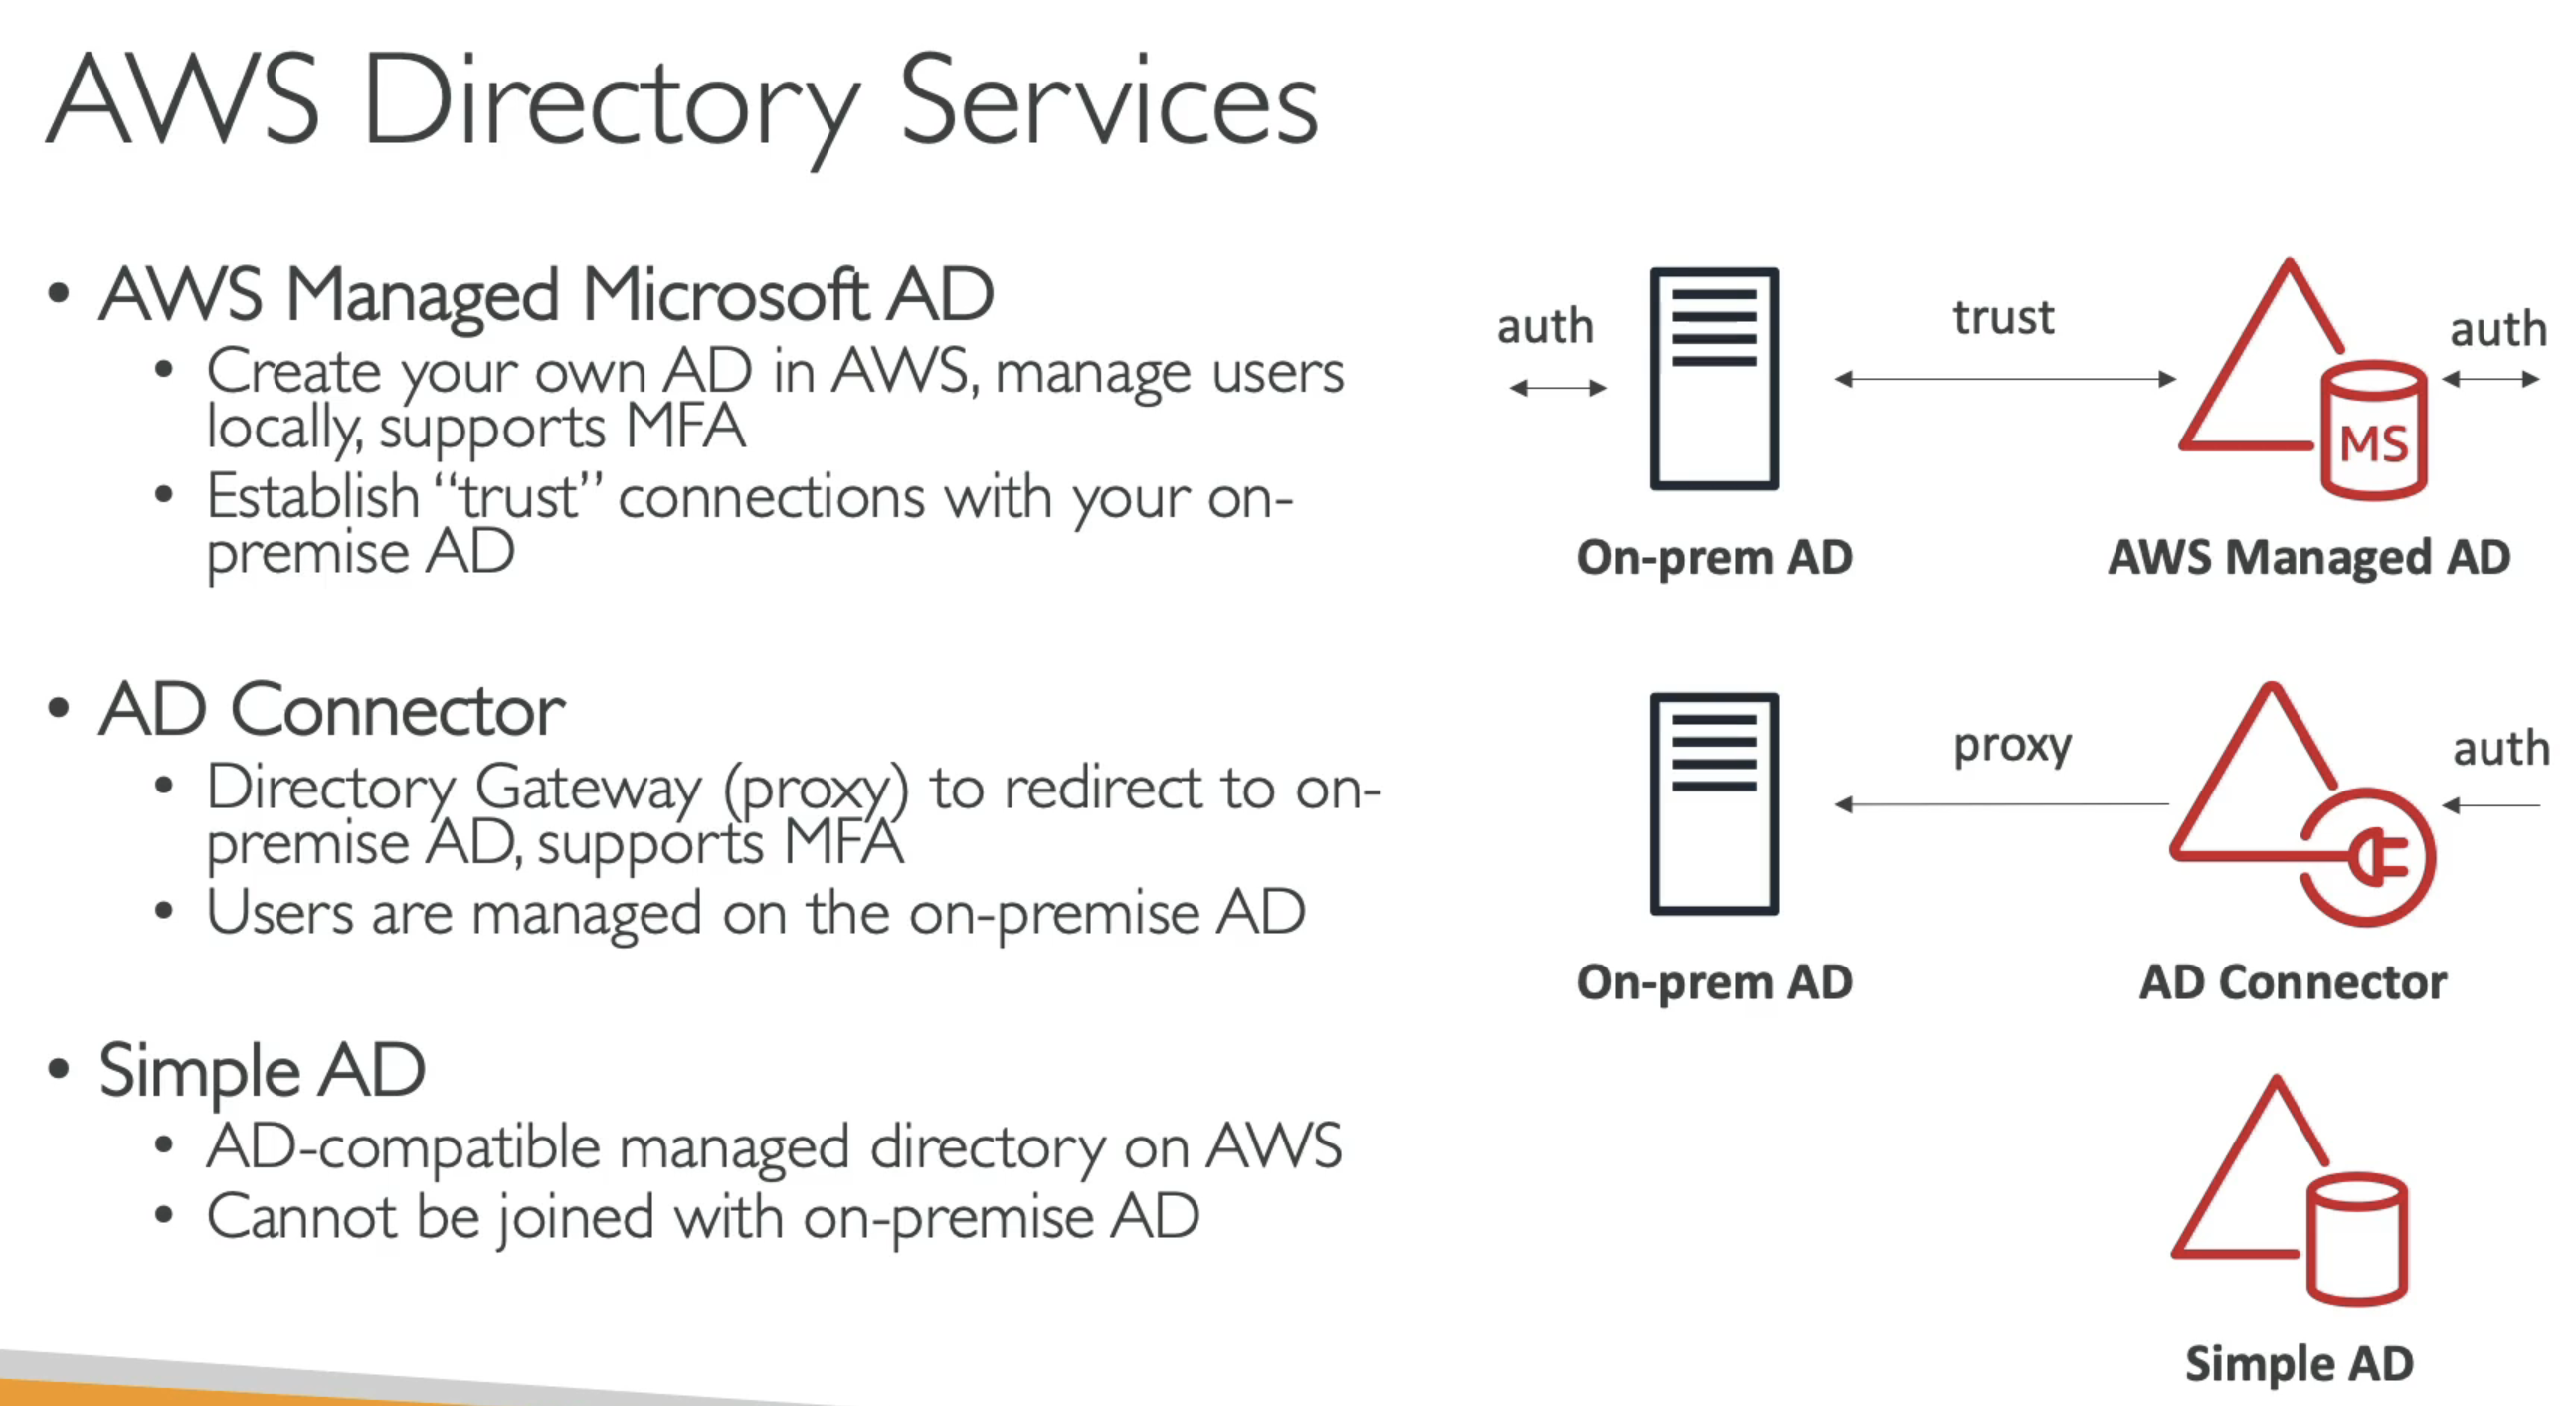 AWS Directory Services
• AWS Managed Microsoft AD
• Create your own AD in AWS, manage users
locally, supports MFA
• Establish “trust” connections with your on-
premise AD
auth
trust
auth
MS
On-prem AD
AWS Managed AD
• AD Connector
• Directory Gateway (proxy) to redirect to on-
premise AD, supports MFA
• Users are managed on the on-premise AD
proxy
auth
On-prem AD
AD Connector
• Simple AD
• AD-compatible managed directory on AWS
• Cannot be joined with on-premise AD
Simple AD